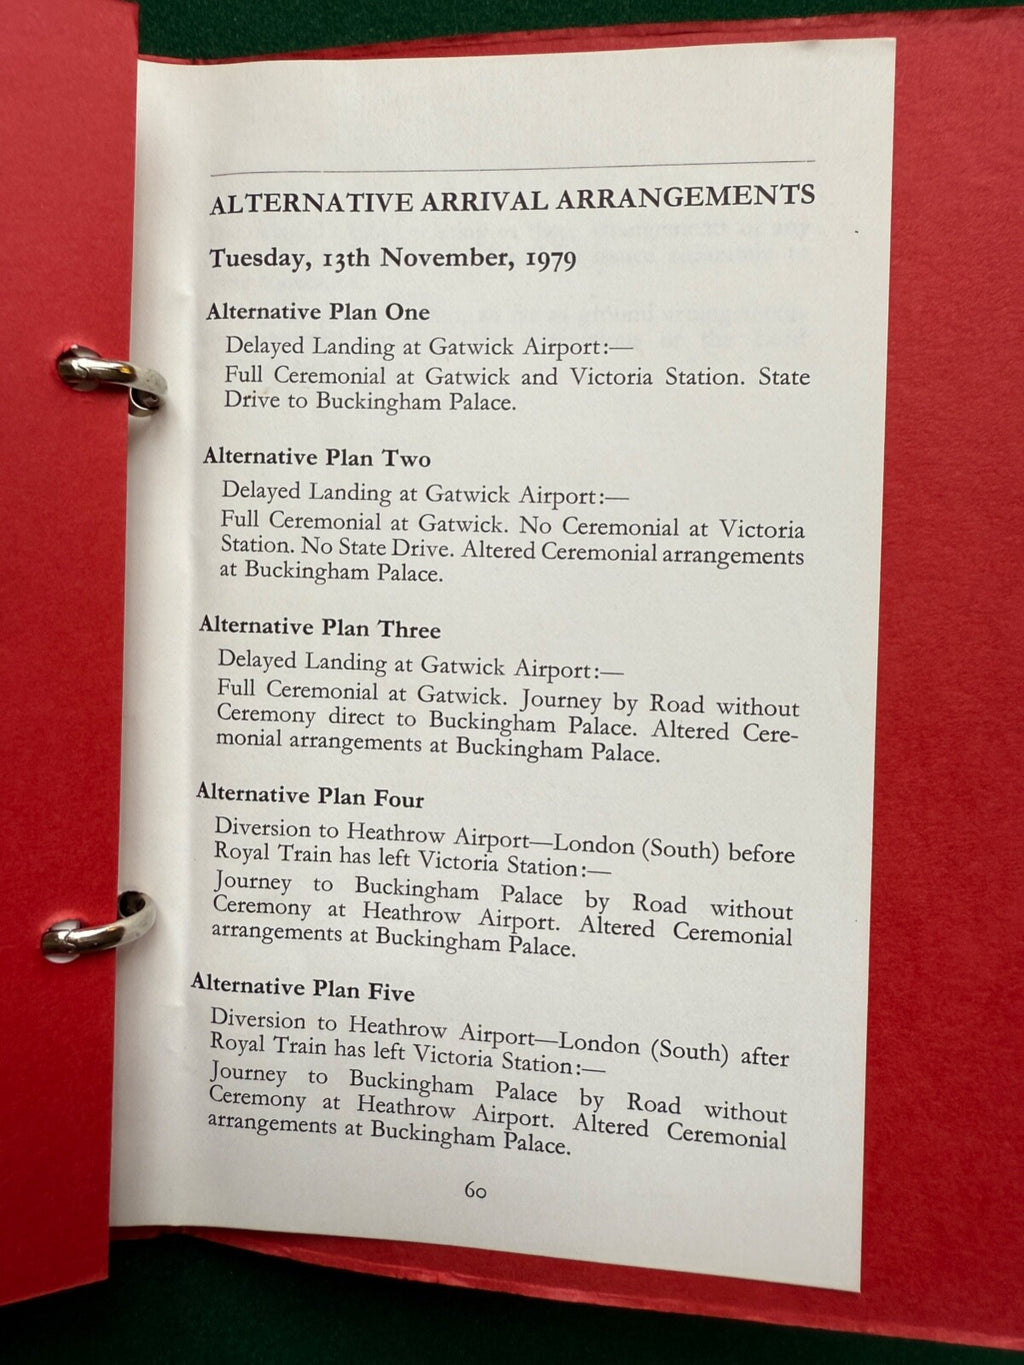 ALTERNATIVE ARRIVAL ARRANGEMENTS
Tuesday, 13th November, 1979
Alternative Plan One
Delayed Landing at Gatwick Airport:—
Full Ceremonial at Gatwick and Victoria Station. State
Drive to Buckingham Palace.
Alternative Plan Two
Delayed Landing at Gatwick Airport:—
Full Ceremonial at Gatwick. No Ceremonial at Victoria
Station. No State Drive. Altered Ceremonial arrangements
at Buckingham Palace.
Alternative Plan Three
Delayed Landing at Gatwick Airport:—
Full Ceremonial at Gatwick. Journey by Road without
Ceremony direct to Buckingham Palace. Altered Cere-
monial arrangements at Buckingham Palace.
Alternative Plan Four
Diversion to Heathrow Airport—London (South) before
Royal Train has left Victoria Station:—
Journey to Buckingham Palace by Road without
Ceremony at Heathrow Airport. Altered Ceremonial
arrangements at Buckingham Palace.
Alternative Plan Five
Diversion to Heathrow Airport—London (South) after
Royal Train has left Victoria Station:—
Journey to Buckingham Palace by Road without
Ceremony at Heathrow Airport. Altered Ceremonial
arrangements at Buckingham Palace.
60